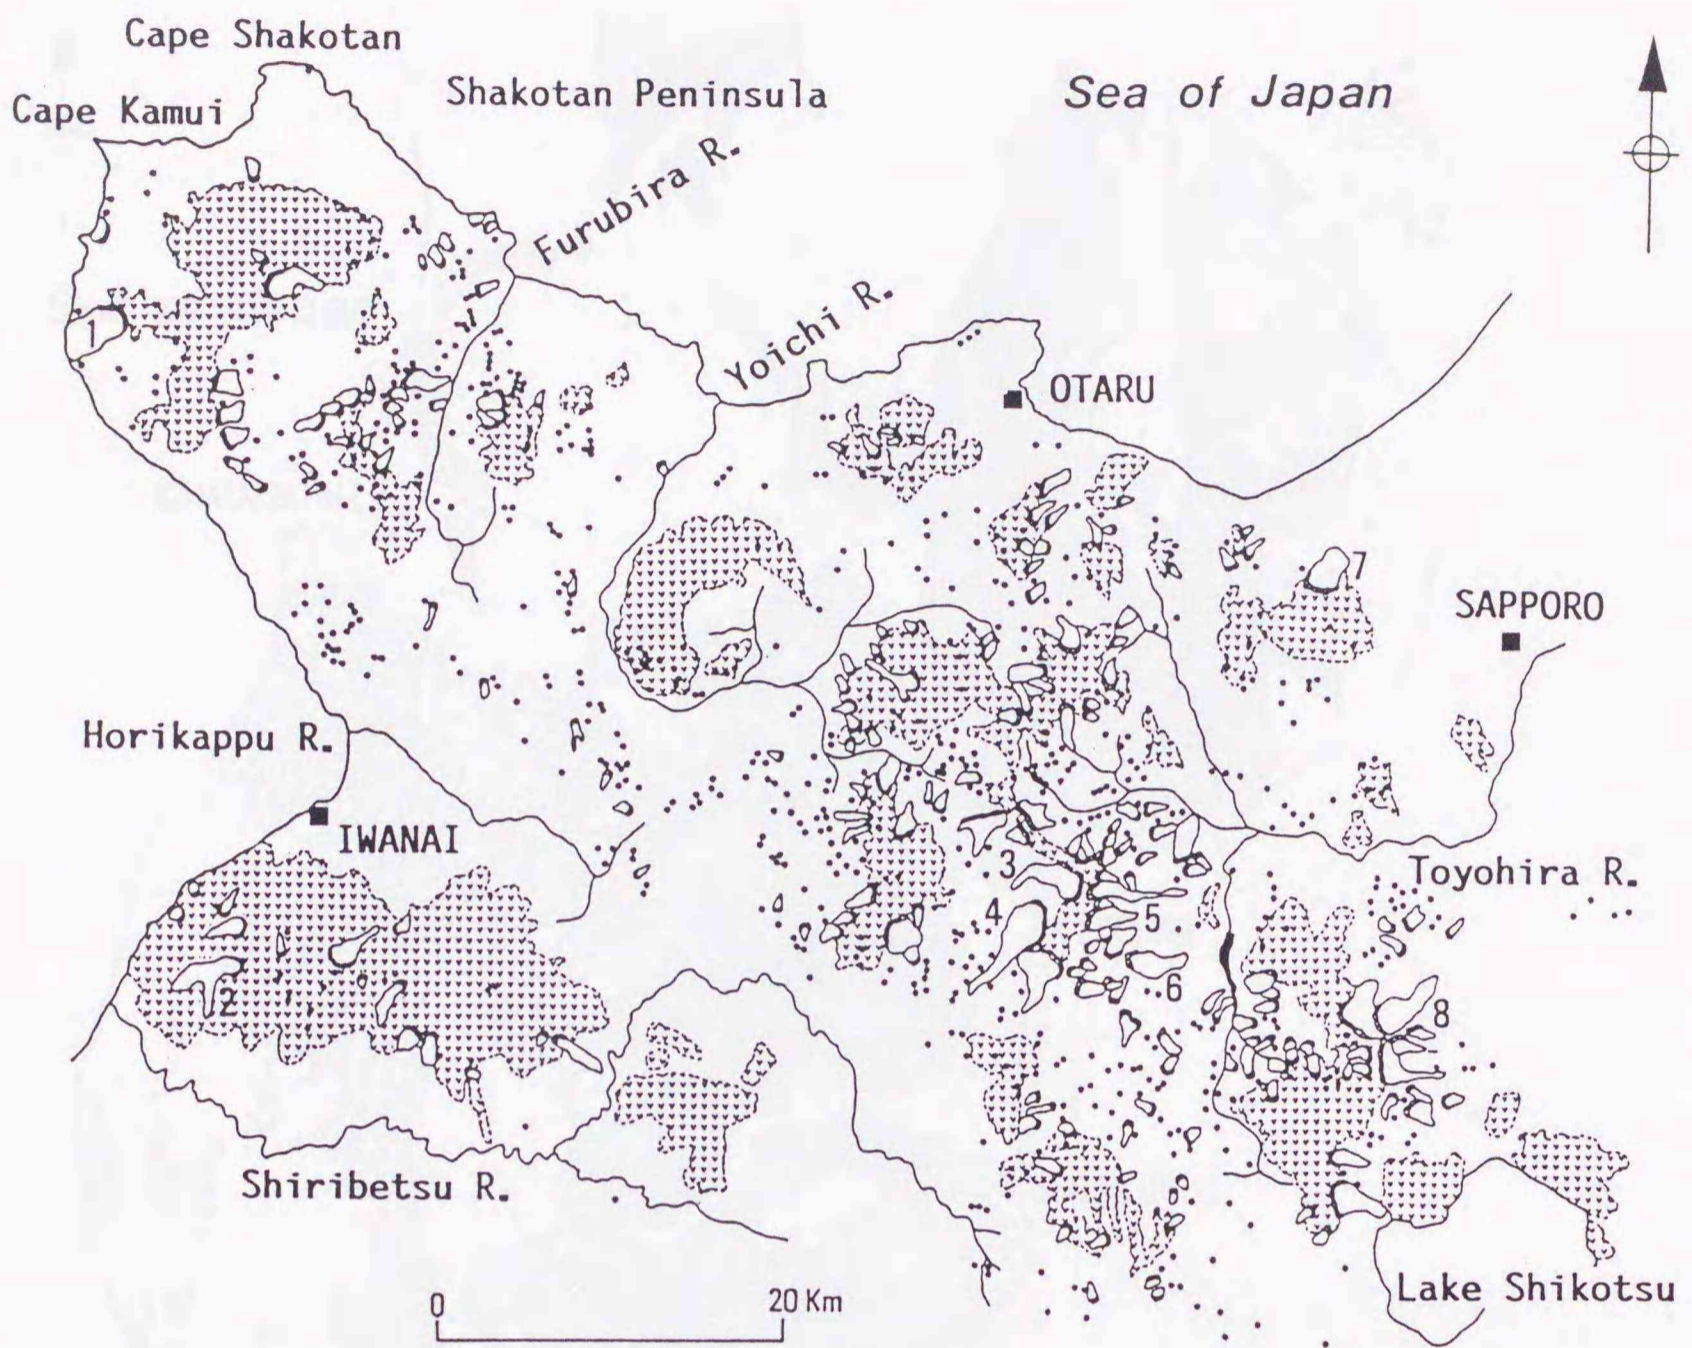 Cape Shakotan
Cape Kamui
Shakotan Peninsula
Sea of Japan
Furubira R.
Yoichi R.
1
OTARU
7
SAPPORO
Horikappu R.
IWANAI
3
Toyohira R.
4
5
2
6
8
Shiribetsu R.
Lake Shikotsu
0
20 Km